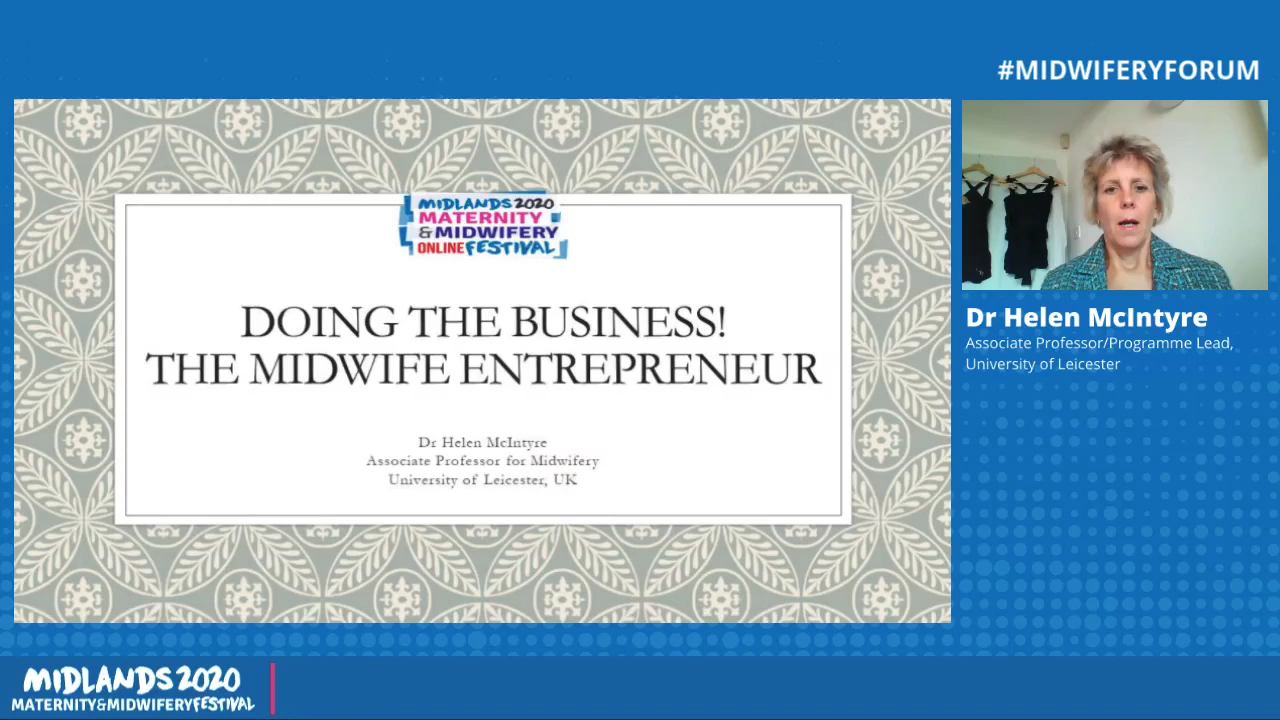 #MIDWIFERYFORUM
MIDLANDS 2020
MATERNITY
& MIDWIFERY
ONLINE FESTIVAL
DOING THE BUSINESS!
THE MIDWIFE ENTREPRENEUR
Dr Helen McIntyre
Associate Professor for Midwifery
University of Leicester, UK
Dr Helen McIntyre
Associate Professor/Programme Lead,
University of Leicester
MIDLANDS 2020
MATERNITY&MIDWIFERYFESTIVAL